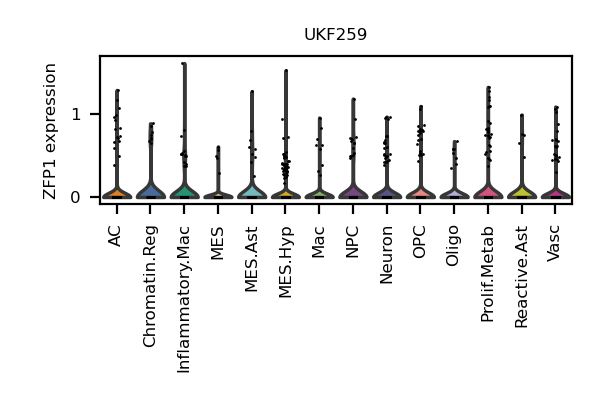 UKF259
ZFP1 expression
1
0
AC
Chromatin.Reg
Inflammatory.Mac
MES
MES.Ast
MES.Hyp
Mac
NPC
Neuron
OPC
Oligo
Prolif.Metab
Reactive.Ast
Vasc